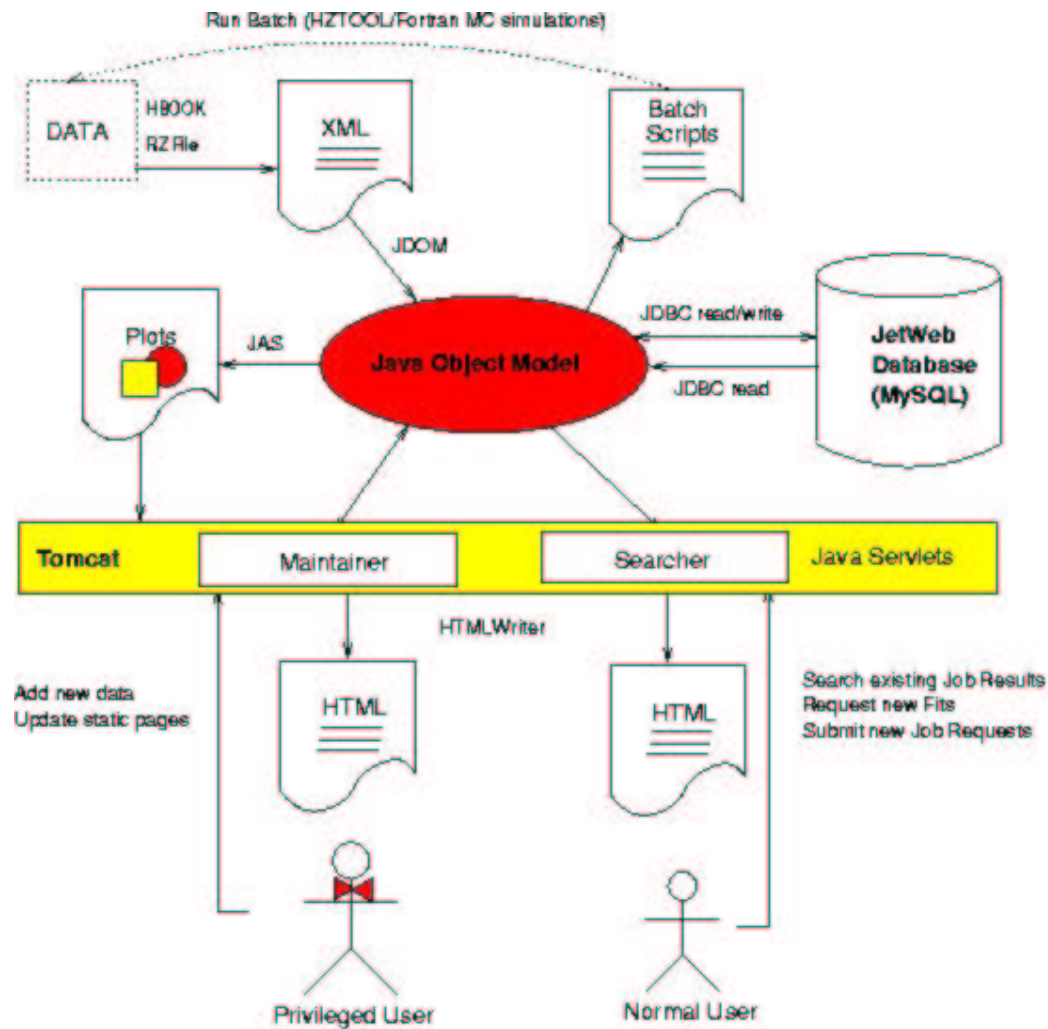 Run Batch (HZTOOL/Fortran MC simulations)
DATA
HBOOK
RZFile
XML
Batch
Scripts
JDOM
JDBC read/write
JetWeb
Database
(MySQL)
Plots
JAS
Java Object Model
JDBC read
Tomcat
Maintainer
Searcher
Java Servlets
HTMLWriter
Add new data
Update static pages
HTML
HTML
Search existing Job Results
Request new Fits
Submit new Job Requests
Privileged User
Normal User